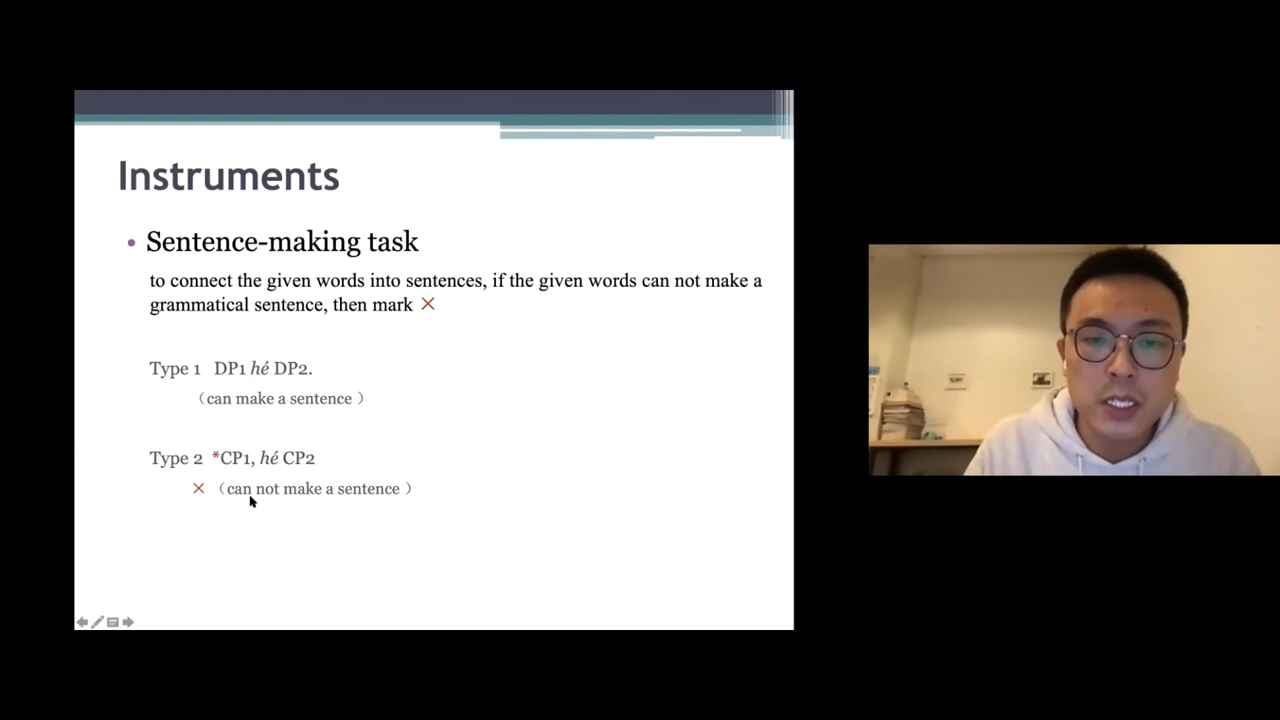 Instruments
• Sentence-making task
to connect the given words into sentences, if the given words can not make a
grammatical sentence, then mark ×
Type 1 DP1 hé DP2.
（can make a sentence ）
Type 2 *CP1, hé CP2
× （can not make a sentence ）